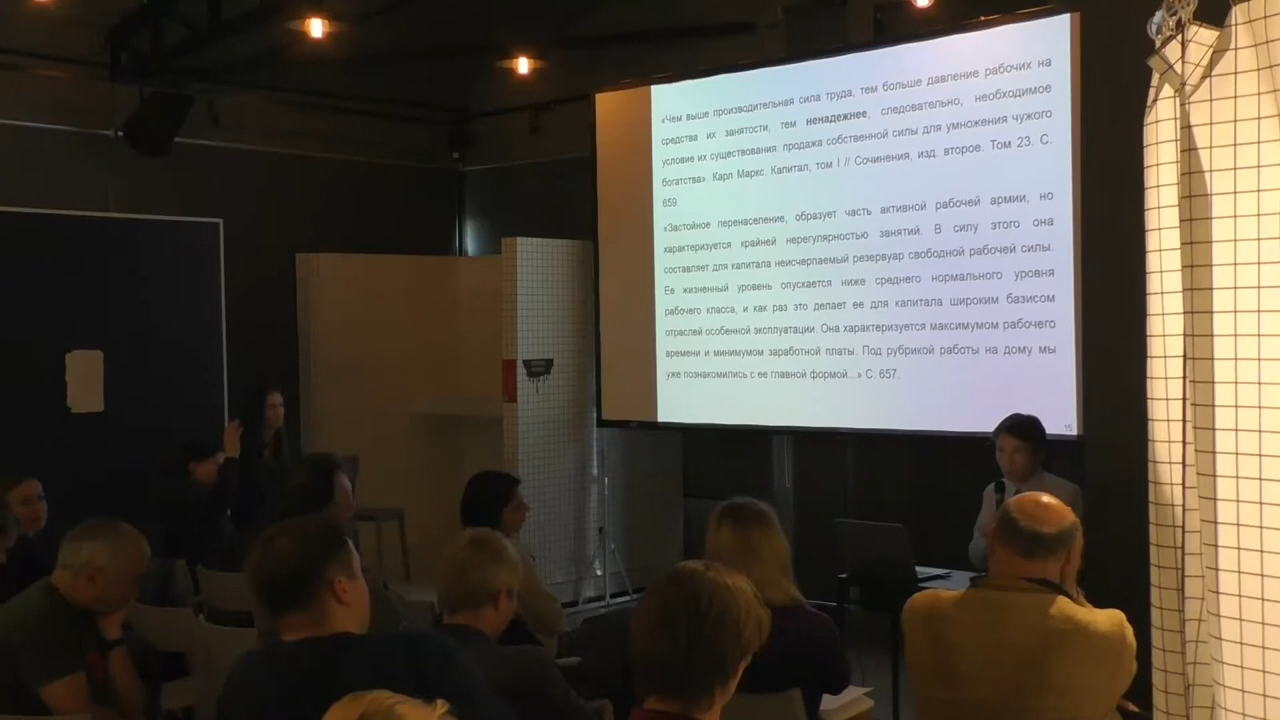 «Чем выше производительная сила труда, тем больше давление рабочих на
средства их занятости, тем ненадежнее, следовательно, необходимое
условие их существования: продажа собственной силы для умножения чужого
богатства». Карл Маркс. Капитал, том I // Сочинения, изд. второе. Том 23. С.
659.
«Застойное перенаселение, образует часть активной рабочей армии, но
характеризуется крайней нерегулярностью занятий. В силу этого она
составляет для капитала неисчерпаемый резервуар свободной рабочей силы.
Ее жизненный уровень опускается ниже среднего нормального уровня
рабочего класса, и как раз это делает ее для капитала широким базисом
отраслей особенной эксплуатации. Она характеризуется максимумом рабочего
времени и минимумом заработной платы. Под рубрикой работы на дому мы
уже познакомились с ее главной формой...» С. 657.
15